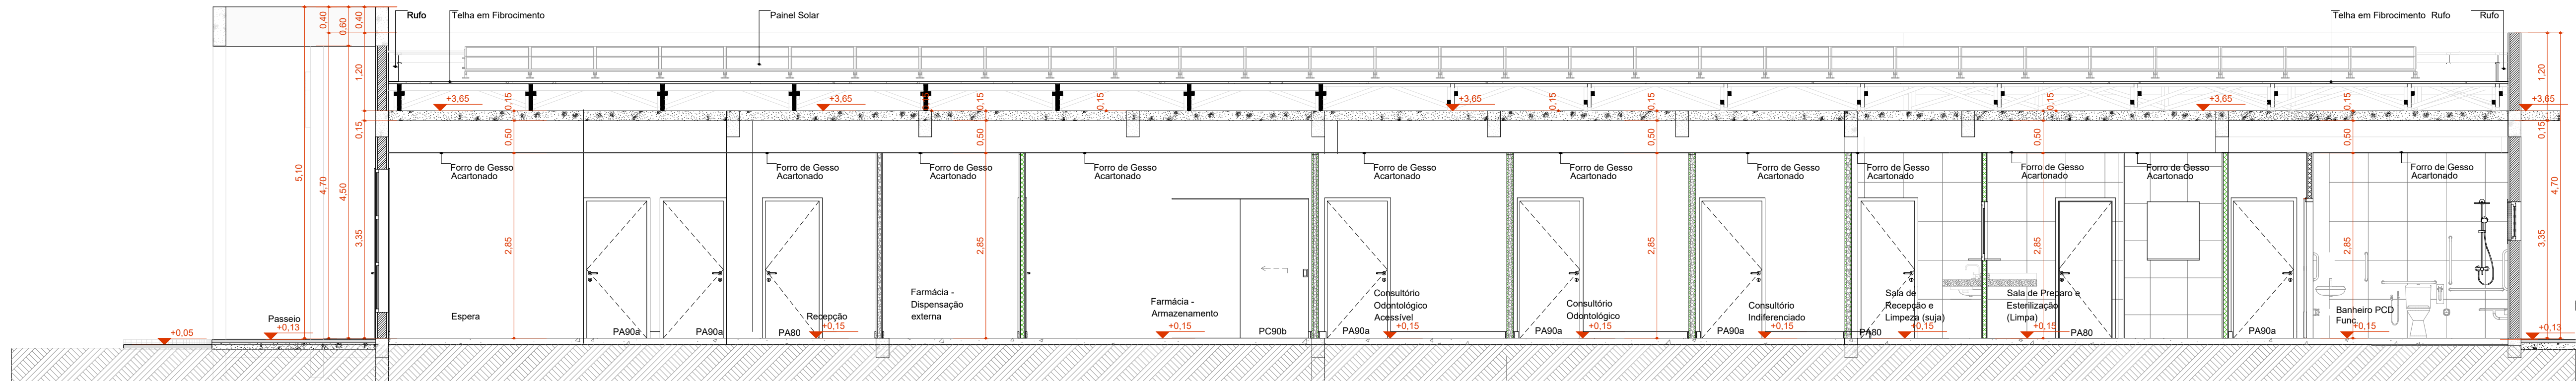 Rufo
Telha em Fibrocimento
Painel Solar
Telha em Fibrocimento
Rufo
Rufo
0,40
0,60
0,40
1,20
0,15
5,10
4,70
4,50
3,35
+3,65
0,15
+3,65
0,15
0,15
0,15
+3,65
0,15
0,15
0,15
+3,65
0,15
+3,65
1,20
0,15
4,70
3,35
0,50
0,50
0,50
0,50
0,50
Forro de Gesso
Acartonado
Forro de Gesso
Acartonado
Forro de Gesso
Acartonado
Forro de Gesso
Acartonado
Forro de Gesso
Acartonado
Forro de Gesso
Acartonado
Forro de Gesso
Acartonado
Forro de Gesso
Acartonado
Forro de Gesso
Acartonado
Forro de Gesso
Acartonado
Forro de Gesso
Acartonado
2,85
2,85
2,85
2,85
2,85
+0,05
Passeio
+0,13
Espera
PA90a
PA90a
PA80
Recepção
+0,15
Farmácia -
Dispensação
externa
Farmácia -
Armazenamento
+0,15
PC90b
PA90a
Consultório
Odontológico
Acessível
+0,15
PA90a
Consultório
Odontológico
+0,15
PA90a
Consultório
Indiferenciado
+0,15
PA80
Sala de
Recepção e
Limpeza (suja)
+0,15
Sala de Preparo e
Esterilização
(Limpa)
+0,15
PA80
PA90a
Banheiro PCD
Func
+0,15
+0,13